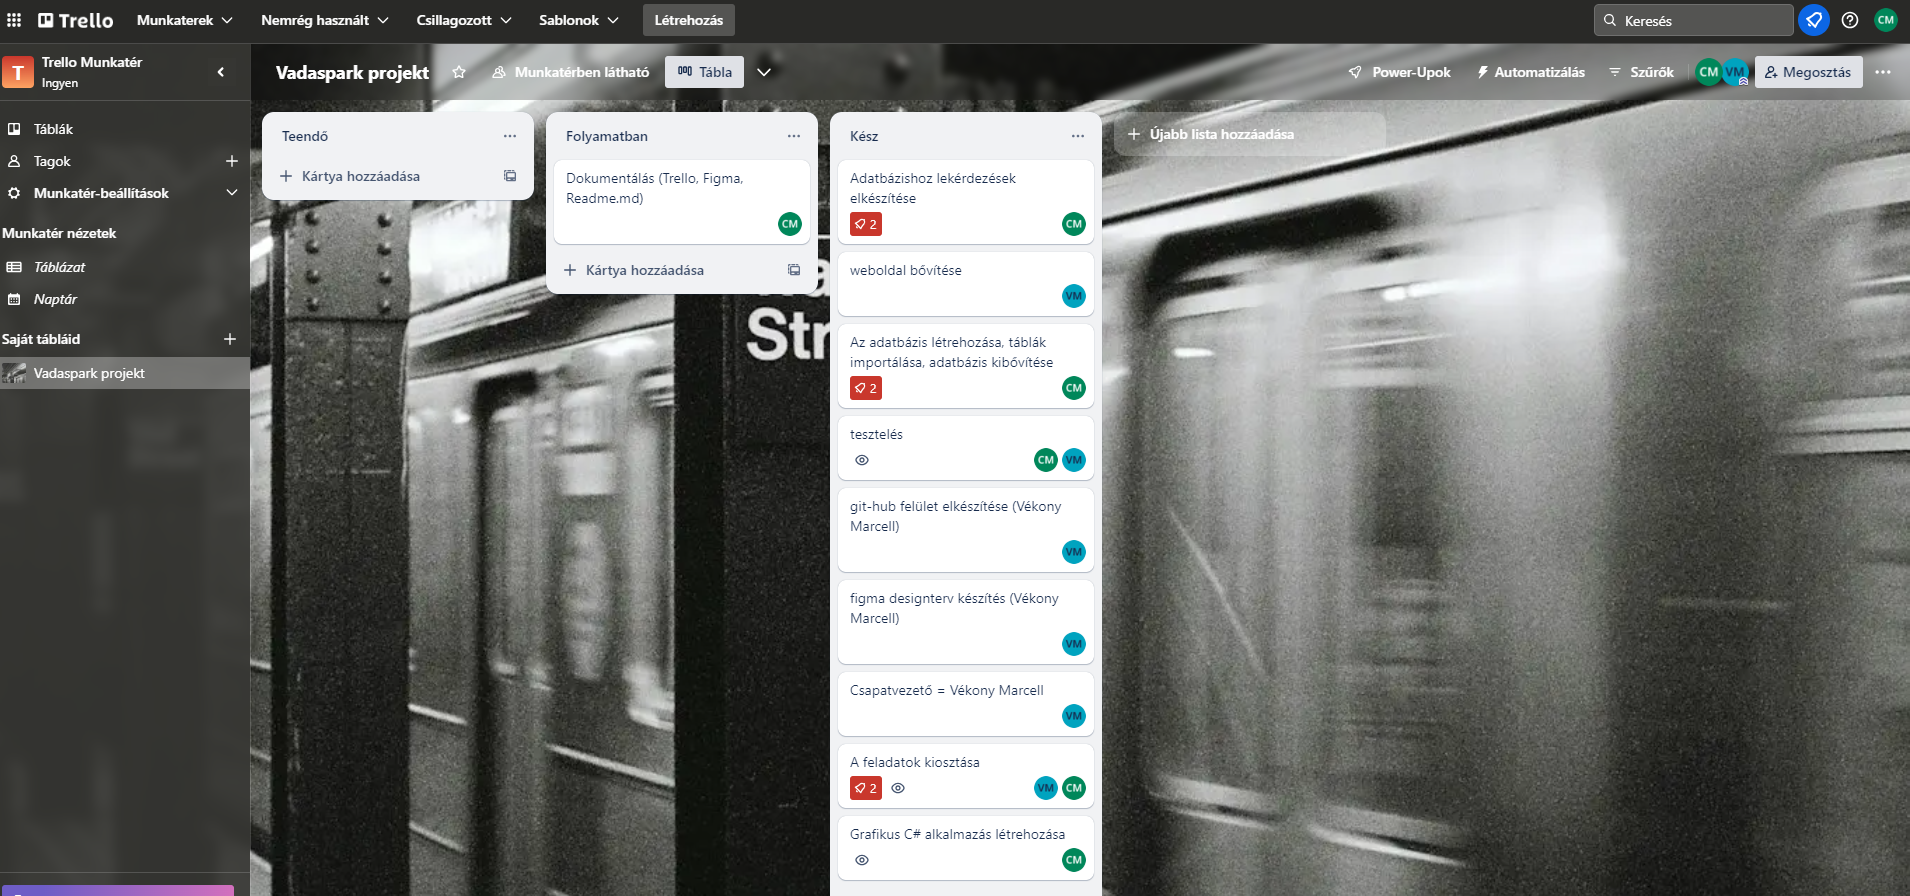 Trello
Munkaterek
Nemrég használt
Csillagozott
Sablonok
Létrehozás
Keresés
CM
T
Trello Munkatér
Ingyen
Táblák
Tagok
Munkatér-beállítások
Munkatér nézetek
Táblázat
Naptár
Saját tábláid
Vadaspark projekt
Vadaspark projekt
Munkatérben látható
Tábla
Power-Upok
Automatizálás
Szűrők
CM
VM
Megosztás
Teendő
Kártya hozzáadása
Folyamatban
Dokumentálás (Trello, Figma,
Readme.md)
CM
Kártya hozzáadása
Kész
Adatbázishoz lekérdezések
elkészítése
2
CM
weboldal bővítése
VM
Az adatbázis létrehozása, táblák
importálása, adatbázis kibővítése
2
CM
tesztelés
CM
VM
git-hub felület elkészítése (Vékony
Marcell)
VM
figma designterv készítés (Vékony
Marcell)
VM
Csapatvezető = Vékony Marcell
VM
A feladatok kiosztása
2
VM
CM
Grafikus C# alkalmazás létrehozása
CM
Újabb lista hozzáadása
Str